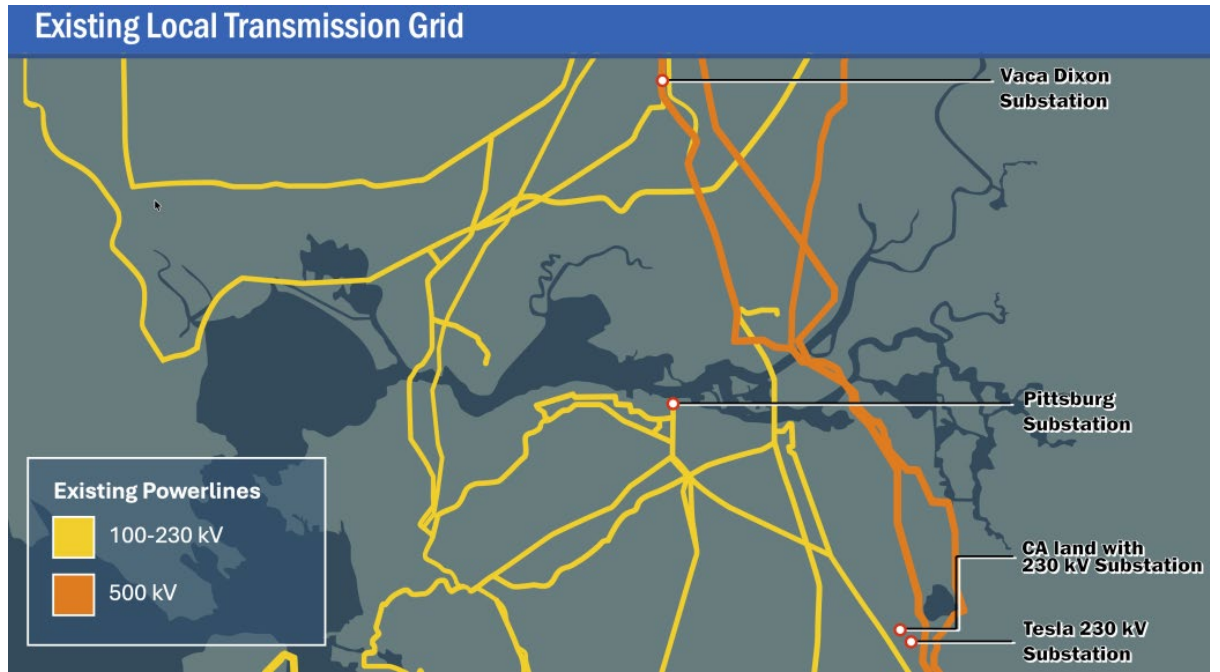 Existing Local Transmission Grid
Vaca Dixon
Substation
Pittsburg
Substation
Existing Powerlines
100-230 kV
500 kV
CA land with
230 kV Substation
Tesla 230 kV
Substation